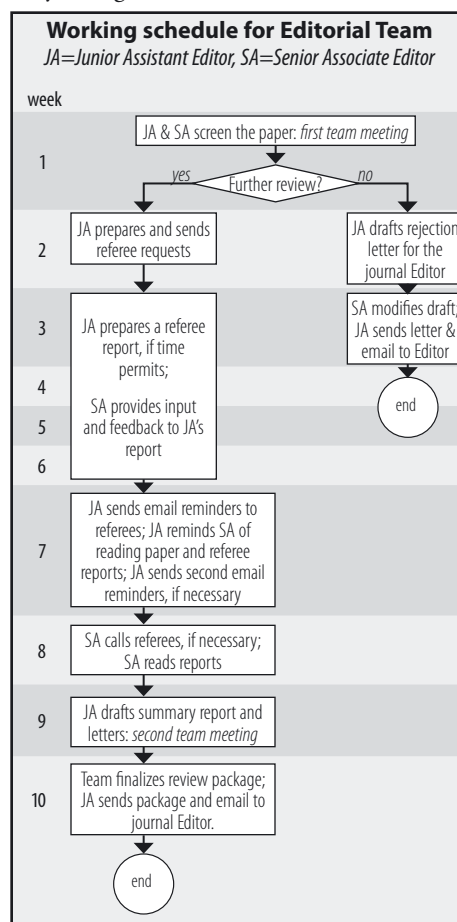 Working schedule for Editorial Team
JA=Junior Assistant Editor, SA=Senior Associate Editor
week
1
JA & SA screen the paper: first team meeting
yes
Further review?
no
2
JA prepares and sends
referee requests
JA drafts rejection
letter for the
journal Editor
3
JA prepares a referee
report, if time
permits;
SA provides input
and feedback to JA's
report
SA modifies draft;
JA sends letter &
email to Editor
4
end
5
6
7
JA sends email reminders to
referees; JA reminds SA of
reading paper and referee
reports; JA sends second email
reminders, if necessary
8
SA calls referees, if necessary;
SA reads reports
9
JA drafts summary report and
letters: second team meeting
10
Team finalizes review package;
JA sends package and email to
journal Editor.
end